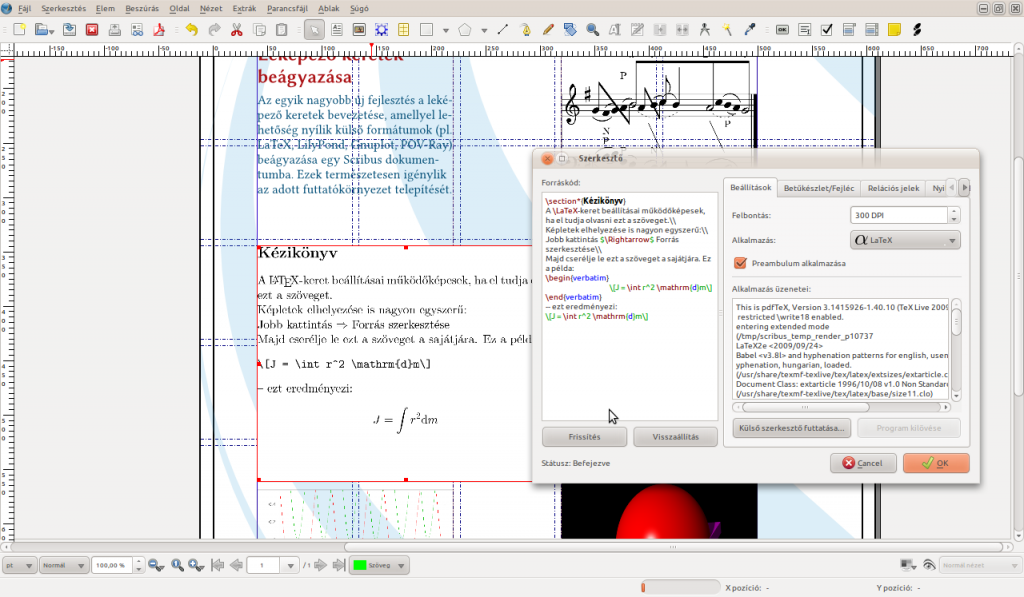 Fájl Szerkesztés Elem Beszúrás Oldal Nézet Extrák Parancsfájl Ablak Súgó
Leképező keretek
beágyazása
Az egyik nagyobb új fejlesztés a leké-
pező keretek bevezetése, amellyel le-
hetőség nyílik külső formátumok (pl.
LaTeX, LilyPond, Gnuplot, POV-Ray)
beágyazása egy Scribus dokumen-
tumba. Ezek természetesen igénylik
az adott futtatókörnyezet telepítését.
P
N
P
P
Kézikönyv
A LATEX-keret beállításai működőképesek, ha el tudja o
ezt a szöveget.
Képletek elhelyezése is nagyon egyszerű:
Jobb kattintás ⇒ Forrás szerkesztése
Majd cserélje le ezt a szöveget a sajátjára. Ez a péld
\[J = \int r^2 \mathrm{d}m\]
– ezt eredményezi:
J = ∫ r²dm
Szerkesztő
Forráskód:
\section*{Kézikönyv}
A \LaTeX-keret beállításai működőképesek,
ha el tudja olvasni ezt a szöveget.\\
Képletek elhelyezése is nagyon egyszerű:\\
Jobb kattintás $\Rightarrow$ Forrás
szerkesztése\\
Majd cserélje le ezt a szöveget a sajátjára. Ez
a példa:
\begin{verbatim}
\[J = \int r^2 \mathrm{d}m\]
\end{verbatim}
– ezt eredményezi:
\[J = \int r^2 \mathrm{d}m\]
Frissítés Visszaállítás
Státusz: Befejezve
Beállítások Betűkészlet/Fejléc Relációs jelek Nyi
Felbontás: 300 DPI
Alkalmazás: LaTeX
Preambulum alkalmazása
Alkalmazás üzenetei:
This is pdfTeX, Version 3.1415926-1.40.10 (TeX Live 2009
restricted \write18 enabled.
entering extended mode
(/tmp/scribus_temp_render_p10737
LaTeX2e <2009/09/24>
Babel <v3.8l> and hyphenation patterns for english, usen
yphenation, hungarian, loaded.
(/usr/share/texmf-texlive/tex/latex/extsizes/extarticle.c
Document Class: extarticle 1996/10/08 v1.0 Non Standar
(/usr/share/texmf-texlive/tex/latex/base/size11.clo)
Külső szerkesztő futtatása... Program kilövése
Cancel OK
pt Normál 100,00 % 1 / 1 Szöveg Normál nézet
X pozíció: - Y pozíció: -